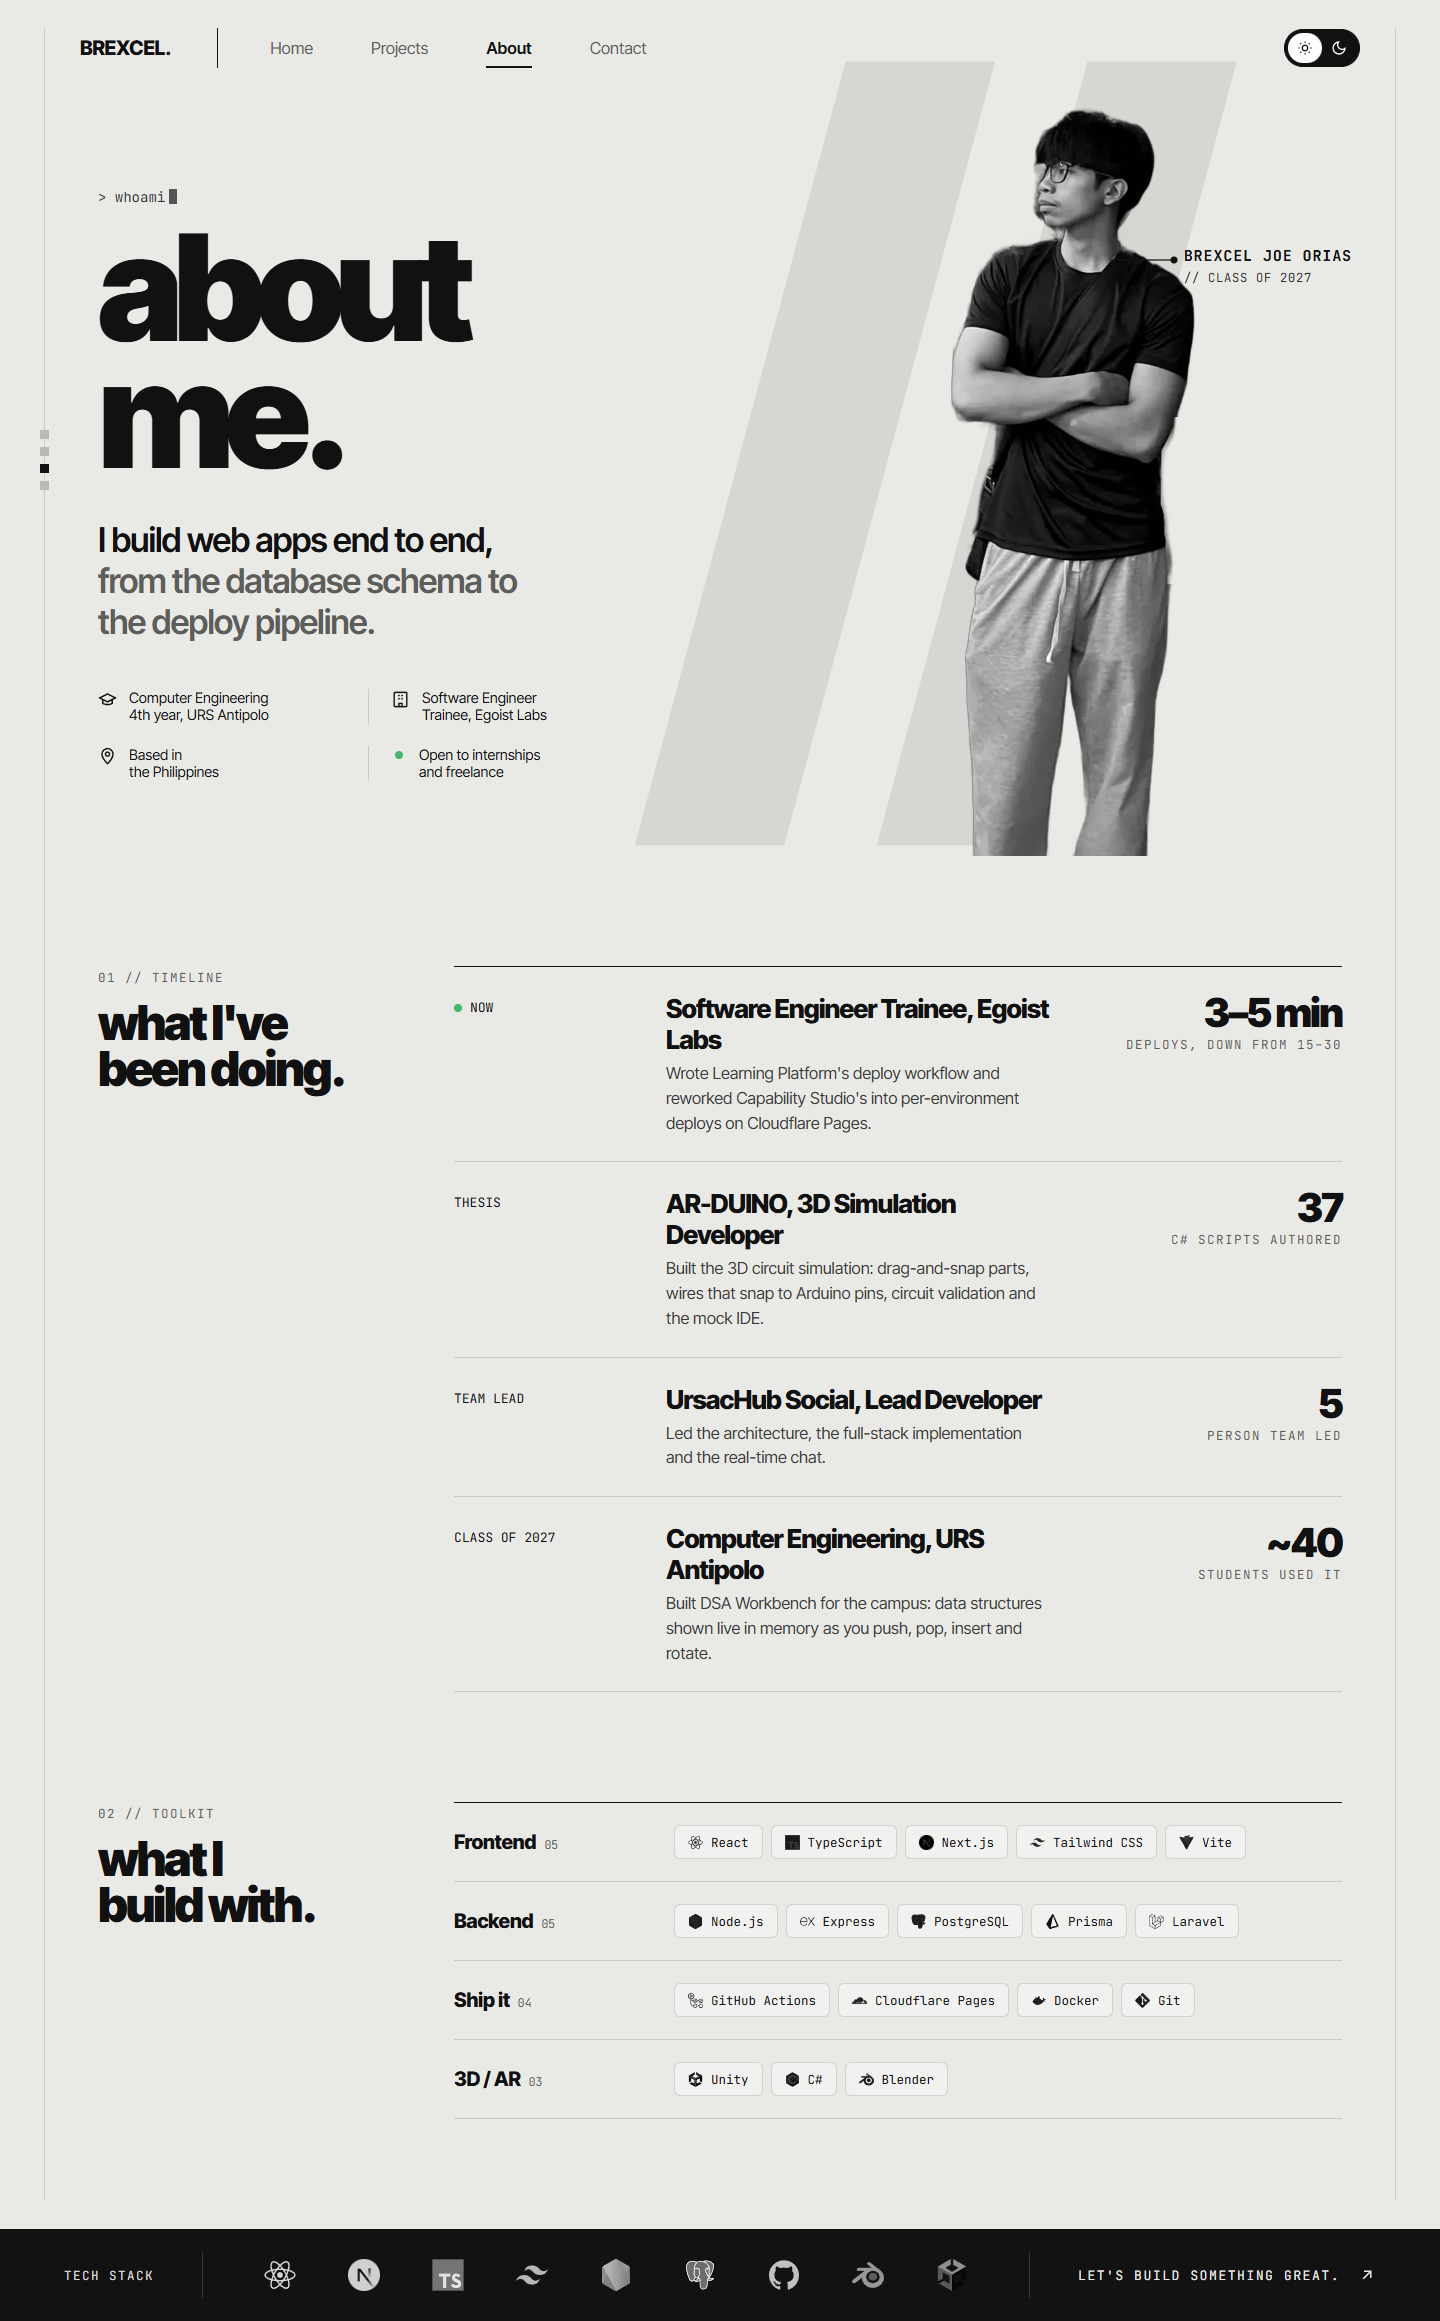 BREXCEL.
Home
Projects
About
Contact
> whoami
about
me.
BREXCEL JOE ORIAS
// CLASS OF 2027
I build web apps end to end,
from the database schema to
the deploy pipeline.
Computer Engineering
4th year, URS Antipolo
Software Engineer
Trainee, Egoist Labs
Based in
the Philippines
Open to internships
and freelance
01 // TIMELINE
what I've
been doing.
NOW
Software Engineer Trainee, Egoist
Labs
Wrote Learning Platform's deploy workflow and
reworked Capability Studio's into per-environment
deploys on Cloudflare Pages.
3–5 min
DEPLOYS, DOWN FROM 15–30
THESIS
AR-DUINO, 3D Simulation
Developer
Built the 3D circuit simulation: drag-and-snap parts,
wires that snap to Arduino pins, circuit validation and
the mock IDE.
37
C# SCRIPTS AUTHORED
TEAM LEAD
UrsacHub Social, Lead Developer
Led the architecture, the full-stack implementation
and the real-time chat.
5
PERSON TEAM LED
CLASS OF 2027
Computer Engineering, URS
Antipolo
Built DSA Workbench for the campus: data structures
shown live in memory as you push, pop, insert and
rotate.
~40
STUDENTS USED IT
02 // TOOLKIT
what I
build with.
Frontend 05
React
TS
TypeScript
Next.js
Tailwind CSS
Vite
Backend 05
Node.js
ex
Express
PostgreSQL
Prisma
Laravel
Ship it 04
GitHub Actions
Cloudflare Pages
Docker
Git
3D / AR 03
Unity
C#
Blender
TECH STACK
N
TS
LET'S BUILD SOMETHING GREAT.